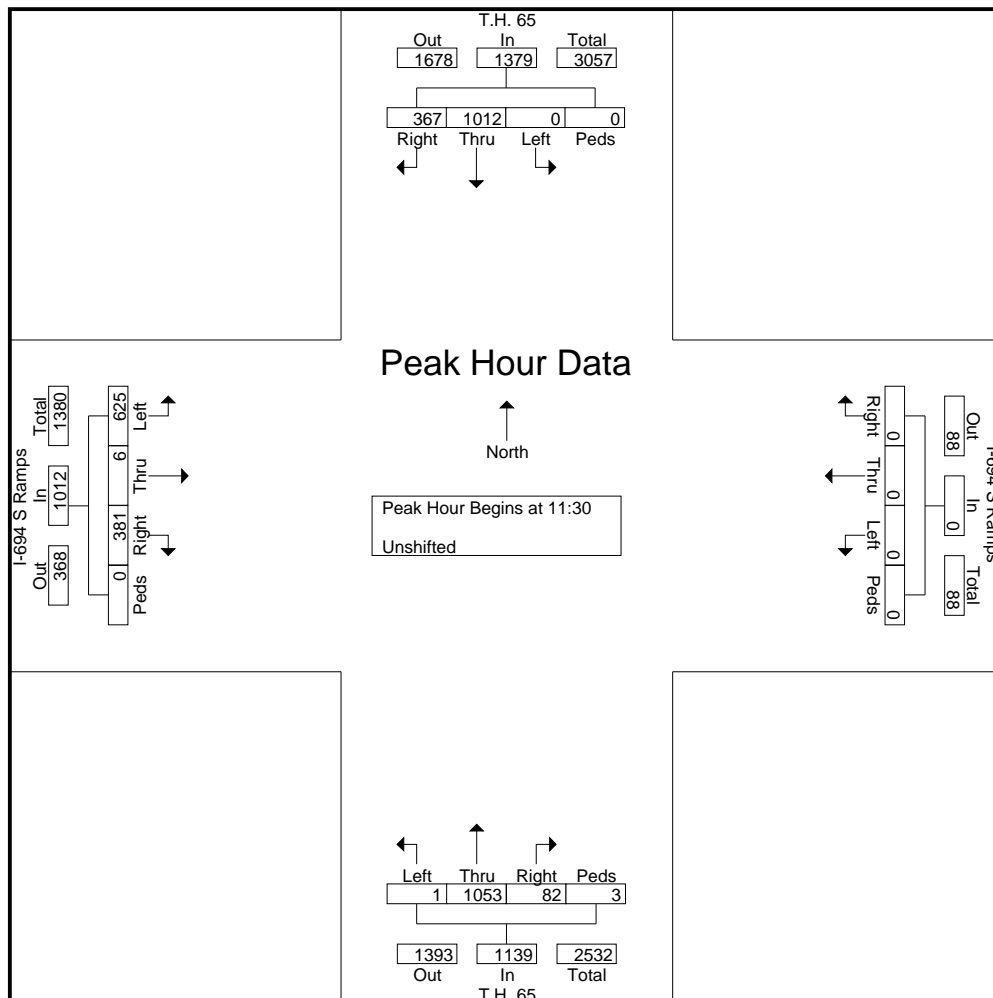 T.H. 65
Out In Total
1678 1379 3057
367 1012 0 0
Right Thru Left Peds
Peak Hour Data
North
Peak Hour Begins at 11:30
Unshifted
I-694 S Ramps
Out In Total
368 1012 1380
625 6 381 0
Left Thru Right Peds
Right Thru Left Peds
0 0 0 0
Out In Total
88 0 88
I-694 S Ramps
Left Thru Right Peds
1 1053 82 3
1393 1139 2532
Out In Total
T.H. 65